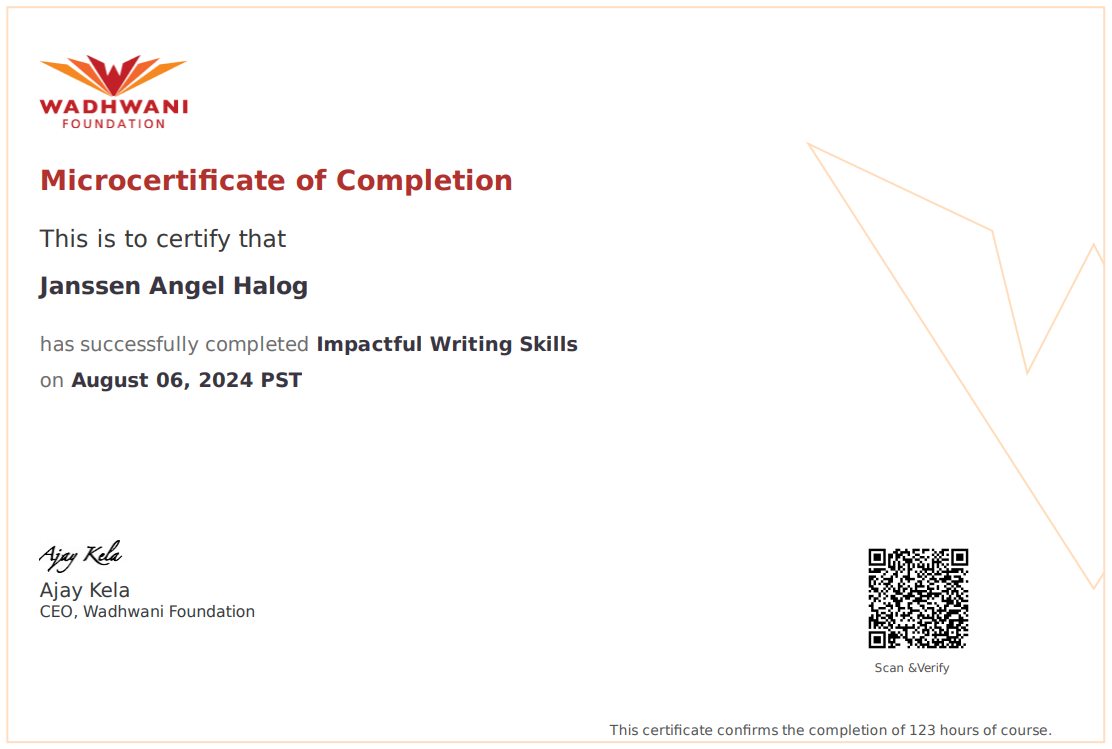 WADHWANI
FOUNDATION
Microcertificate of Completion
This is to certify that
Janssen Angel Halog
has successfully completed Impactful Writing Skills
on August 06, 2024 PST
Ajay Kela
Ajay Kela
CEO, Wadhwani Foundation
Scan &Verify
This certificate confirms the completion of 123 hours of course.